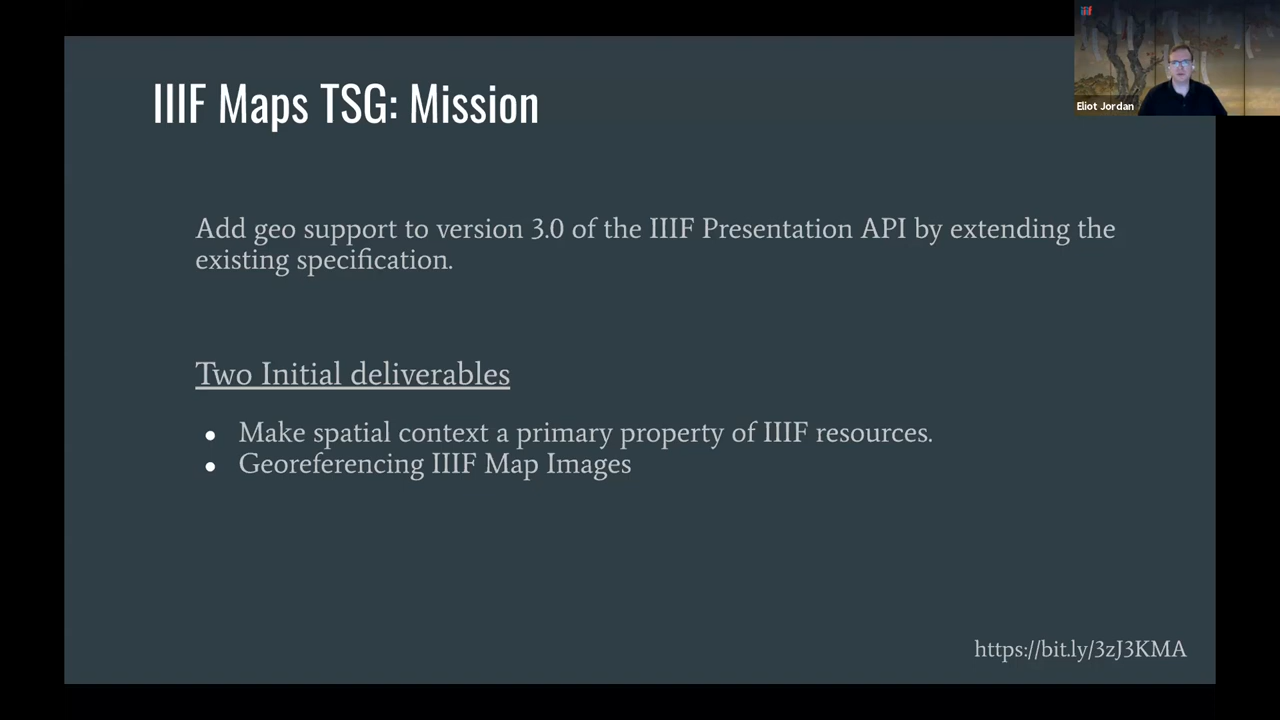 IIIF Maps TSG: Mission
Eliot Jordan
Add geo support to version 3.0 of the IIIF Presentation API by extending the
existing specification.
Two Initial deliverables
● Make spatial context a primary property of IIIF resources.
● Georeferencing IIIF Map Images
https://bit.ly/3zJ3KMA